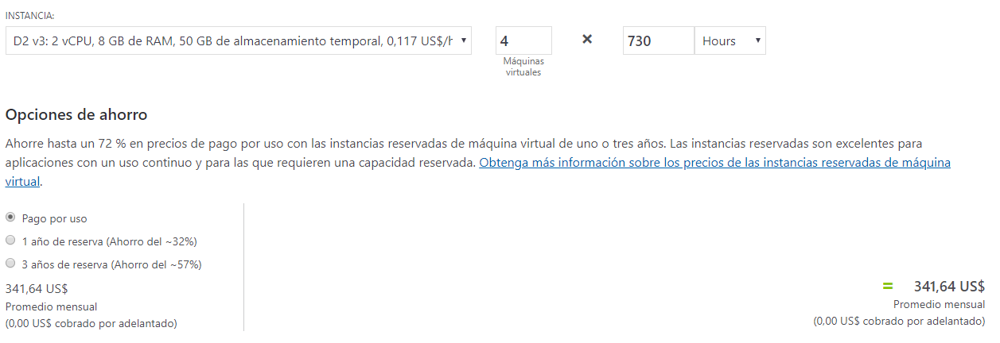 INSTANCIA:
D2 v3: 2 vCPU, 8 GB de RAM, 50 GB de almacenamiento temporal, 0,117 US$/h
4
×
730
Hours
Máquinas
virtuales
Opciones de ahorro
Ahorre hasta un 72 % en precios de pago por uso con las instancias reservadas de máquina virtual de uno o tres años. Las instancias reservadas son excelentes para
aplicaciones con un uso continuo y para las que requieren una capacidad reservada. Obtenga más información sobre los precios de las instancias reservadas de máquina
virtual.
Pago por uso
1 año de reserva (Ahorro del ~32%)
3 años de reserva (Ahorro del ~57%)
341,64 US$
Promedio mensual
(0,00 US$ cobrado por adelantado)
= 341,64 US$
Promedio mensual
(0,00 US$ cobrado por adelantado)